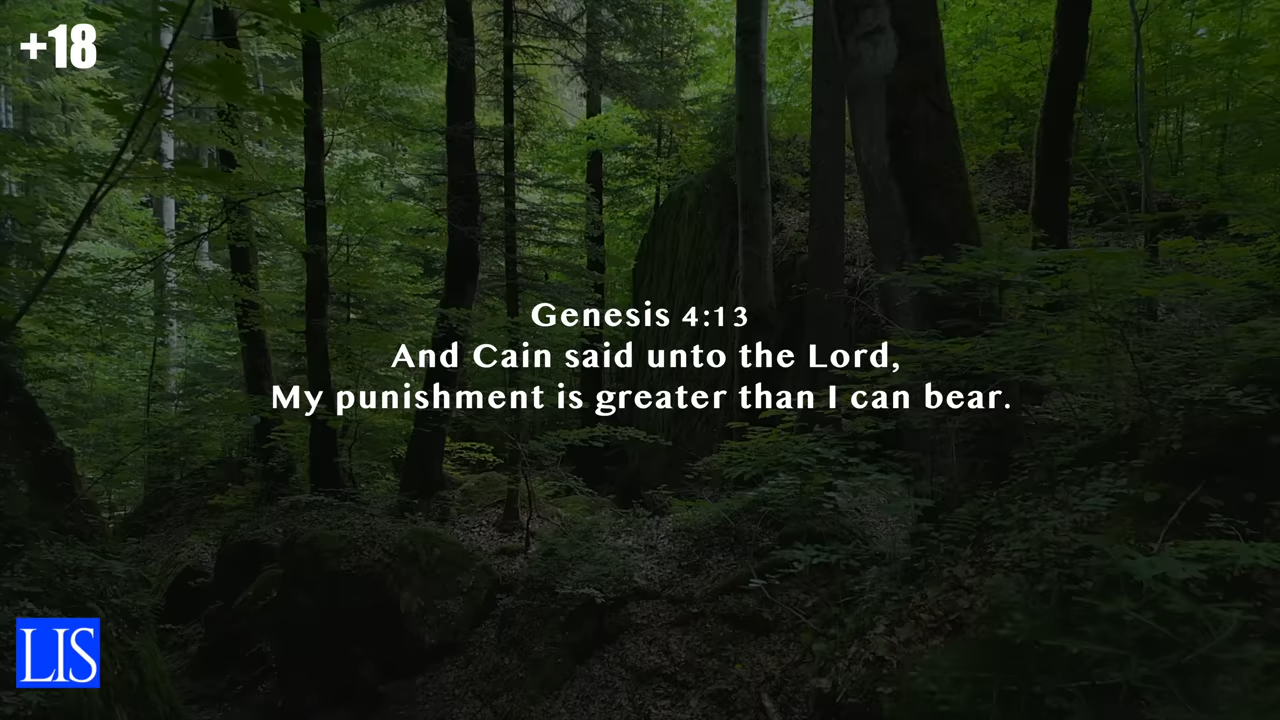 +18
Genesis 4:13
And Cain said unto the Lord,
My punishment is greater than I can bear.
LIS